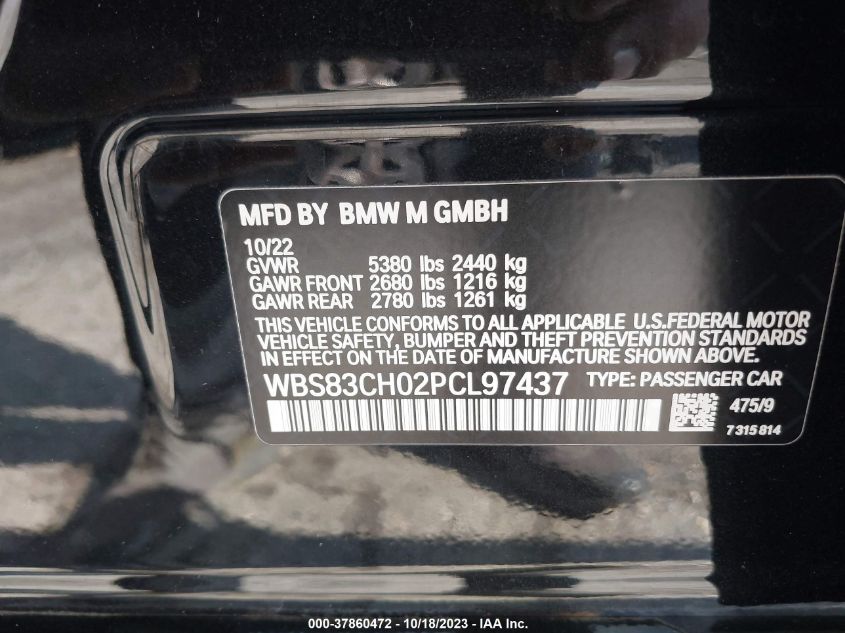 MFD BY BMW M GMBH
10/22
GVWR 5380 lbs 2440 kg
GAWR FRONT 2680 lbs 1216 kg
GAWR REAR 2780 lbs 1261 kg
THIS VEHICLE CONFORMS TO ALL APPLICABLE U.S.FEDERAL MOTOR
VEHICLE SAFETY, BUMPER AND THEFT PREVENTION STANDARDS
IN EFFECT ON THE DATE OF MANUFACTURE SHOWN ABOVE.
WBS83CH02PCL97437 TYPE: PASSENGER CAR
475/9
7 315 814
000-37860472 - 10/18/2023 - IAA Inc.